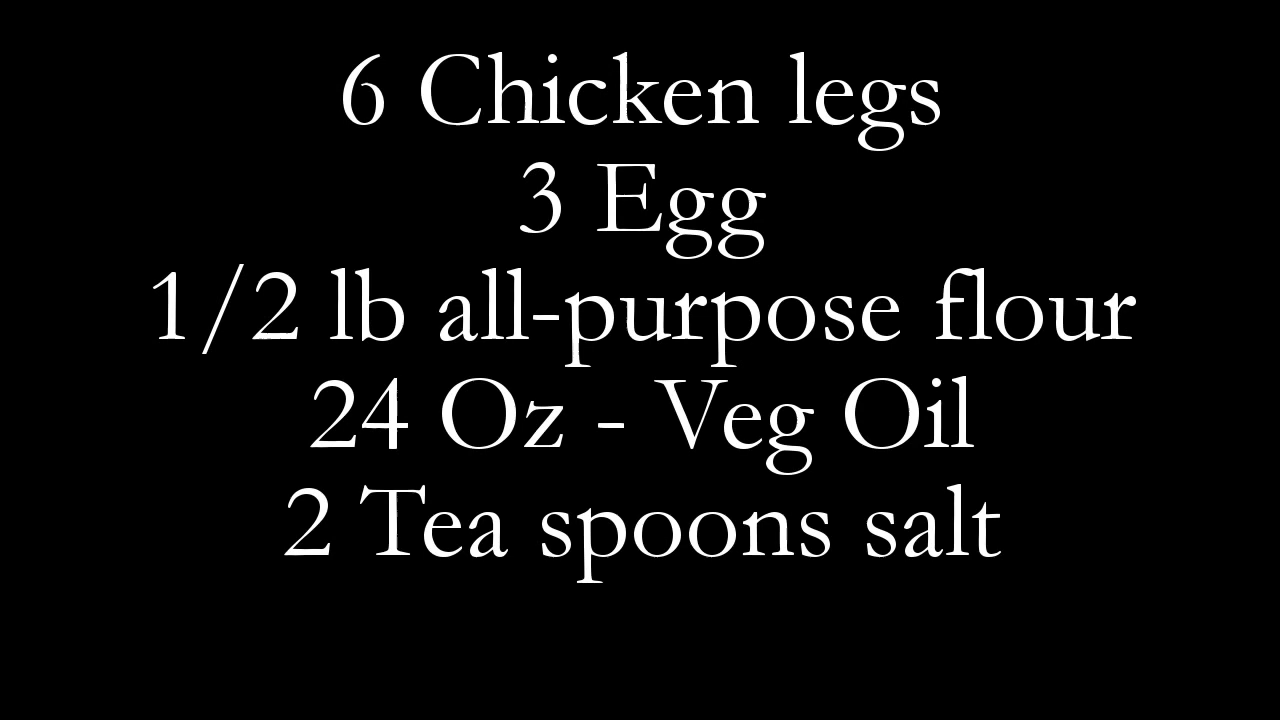 6 Chicken legs
3 Egg
1/2 lb all-purpose flour
24 Oz - Veg Oil
2 Tea spoons salt